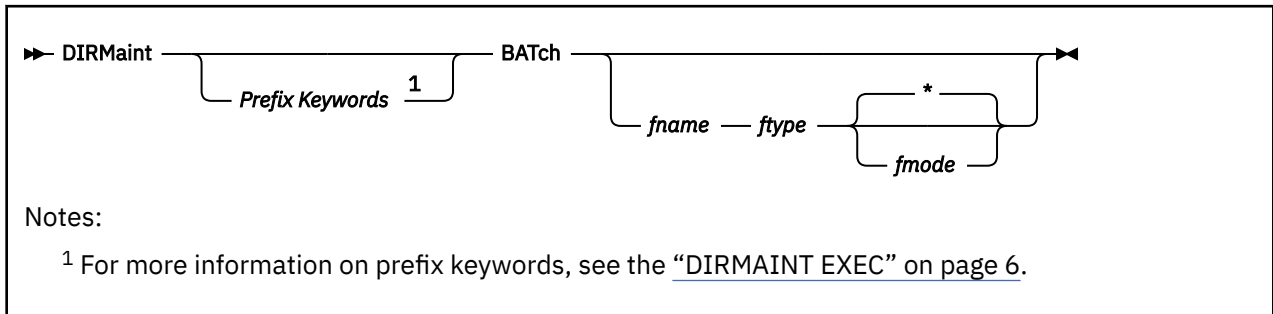 DIRMaint Prefix Keywords 1 BATch fname ftype * fmode
Notes:
1 For more information on prefix keywords, see the “DIRMAINT EXEC” on page 6.